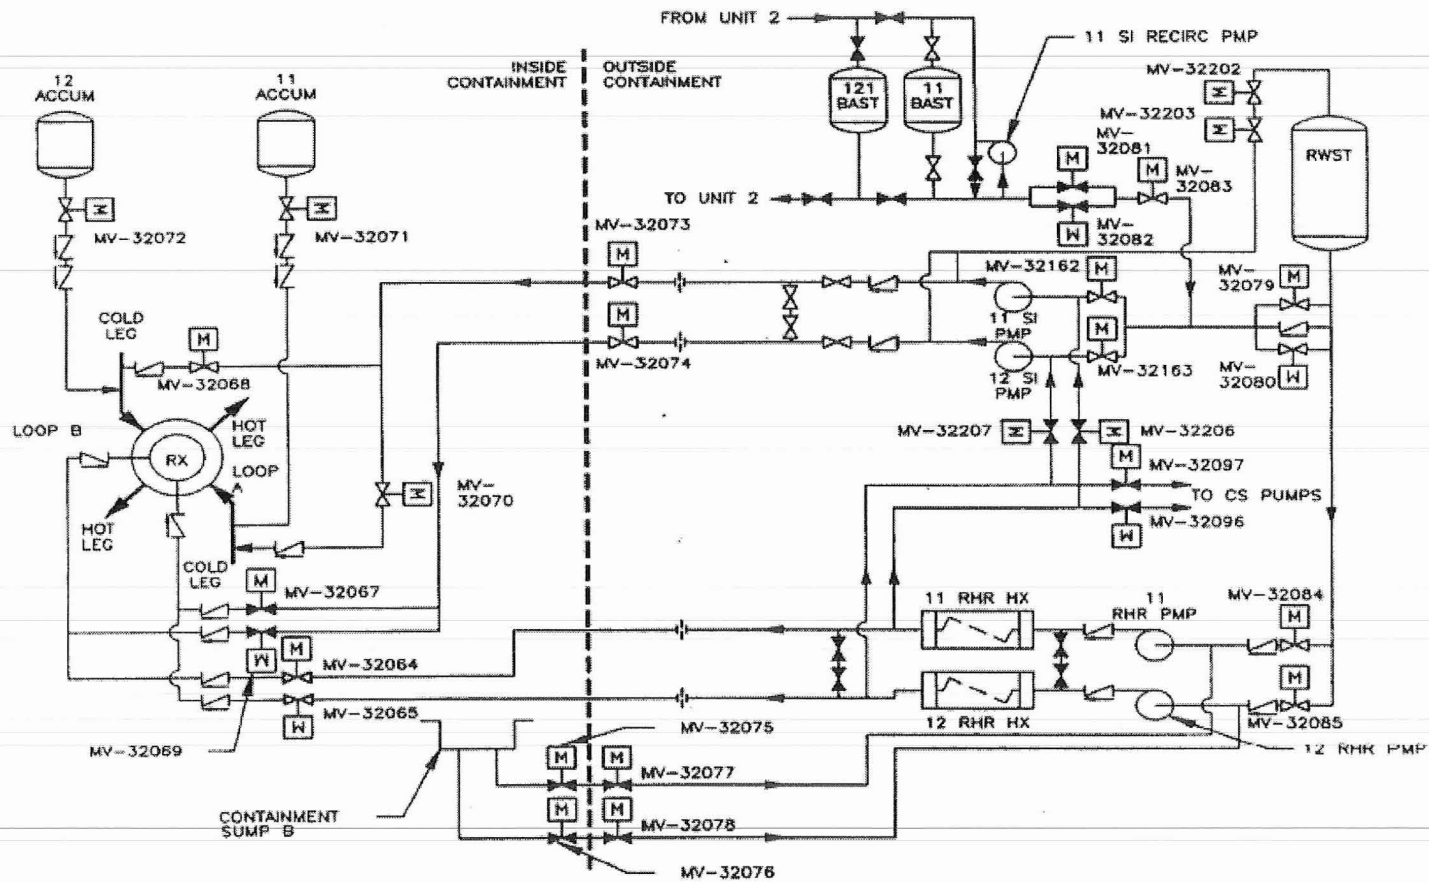 FROM UNIT 2
11 SI RECIRC PMP
12
ACCUM
11
ACCUM
INSIDE
CONTAINMENT
OUTSIDE
CONTAINMENT
121
BAST
11
BAST
MV-32202
MV-32203
MV-
32081
RWST
MV-
32083
TO UNIT 2
MV-
32082
MV-32072
MV-32071
MV-32073
M
MV-32162
MV-
32079
11 SI
PMP
COLD
LEG
MV-32074
MV-32068
MV-32163
MV-
32080
12 SI
PMP
LOOP B
HOT
LEG
RX
LOOP
A
MV-32207
MV-32206
MV-32097
MV-
32070
TO CS PUMPS
MV-32096
HOT
LEG
COLD
LEG
MV-32067
11 RHR HX
11
RHR PMP
MV-32084
MV-32064
MV-32065
12 RHR HX
MV-32085
MV-32069
MV-32075
12 RHR PMP
MV-32077
CONTAINMENT
SUMP B
MV-32078
MV-32076